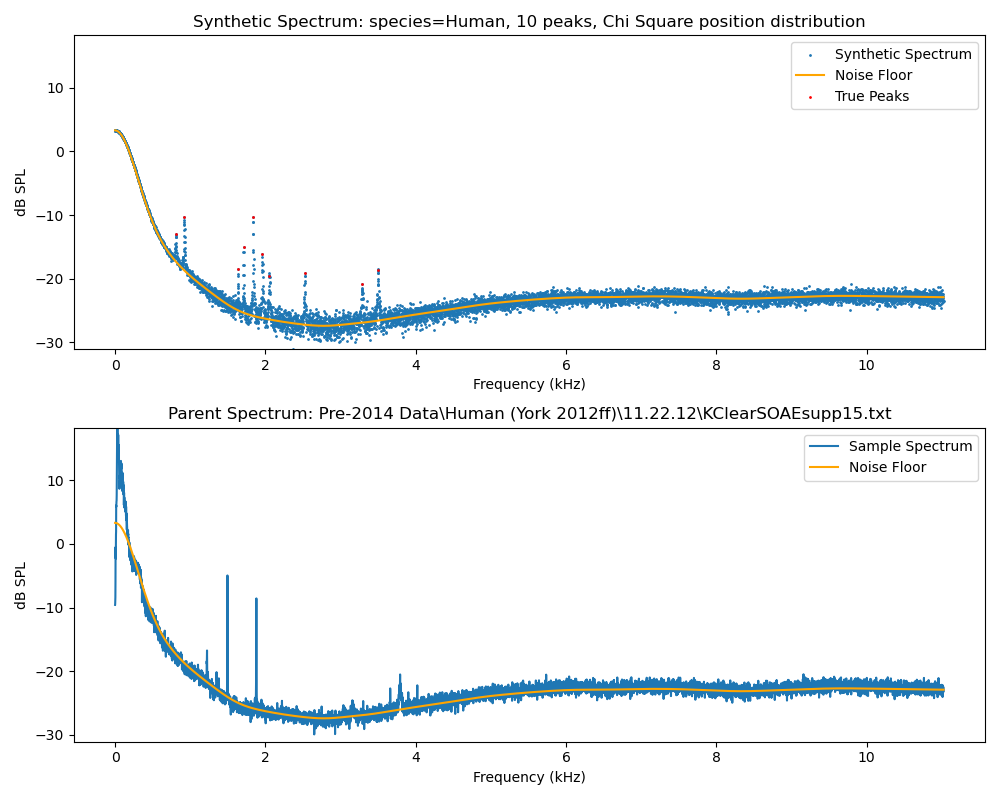 Synthetic Spectrum: species=Human, 10 peaks, Chi Square position distribution
Synthetic Spectrum
Noise Floor
True Peaks
dB SPL
10
0
−10
−20
−30
0 2 4 6 8 10
Frequency (kHz)
Parent Spectrum: Pre-2014 Data\Human (York 2012ff)\11.22.12\KClearSOAEsupp15.txt
Sample Spectrum
Noise Floor
dB SPL
10
0
−10
−20
−30
0 2 4 6 8 10
Frequency (kHz)